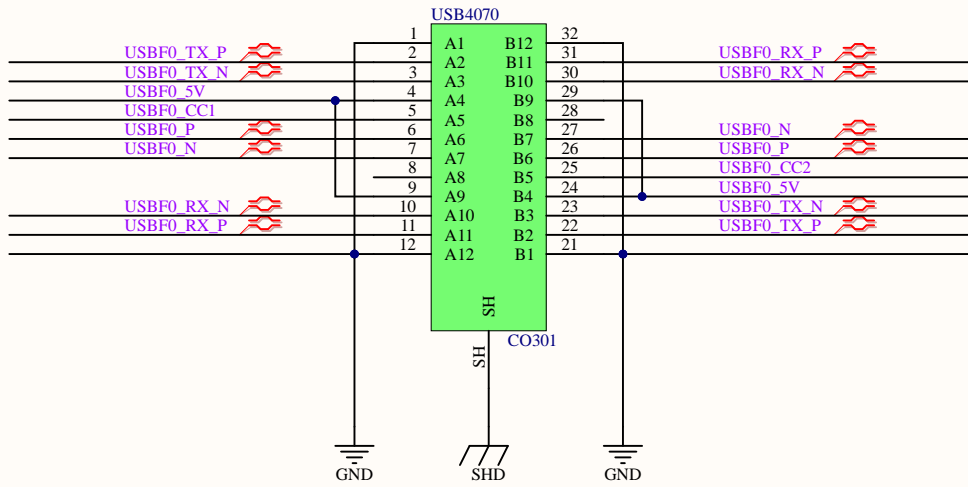 USB4070
1 A1 B12 32
USBF0_TX_P 2 A2 B11 31 USBF0_RX_P
USBF0_TX_N 3 A3 B10 30 USBF0_RX_N
USBF0_5V 4 A4 B9 29
USBF0_CC1 5 A5 B8 28
USBF0_P 6 A6 B7 27 USBF0_N
USBF0_N 7 A7 B6 26 USBF0_P
8 A8 B5 25 USBF0_CC2
9 A9 B4 24 USBF0_5V
USBF0_RX_N 10 A10 B3 23 USBF0_TX_N
USBF0_RX_P 11 A11 B2 22 USBF0_TX_P
12 A12 B1 21
SH
CO301
SH
GND SHD GND